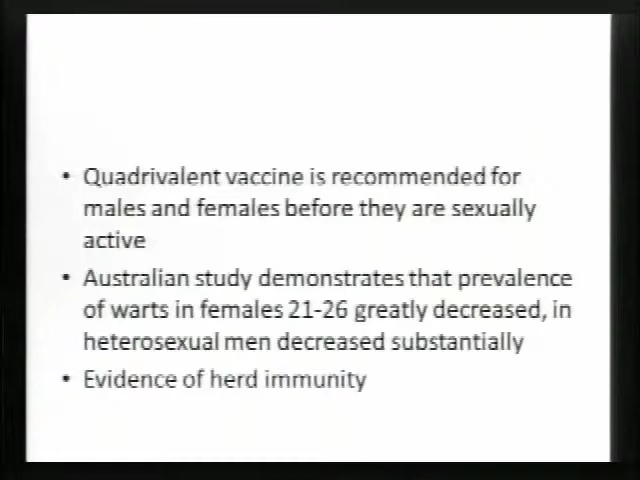 • Quadrivalent vaccine is recommended for
males and females before they are sexually
active
• Australian study demonstrates that prevalence
of warts in females 21-26 greatly decreased, in
heterosexual men decreased substantially
• Evidence of herd immunity